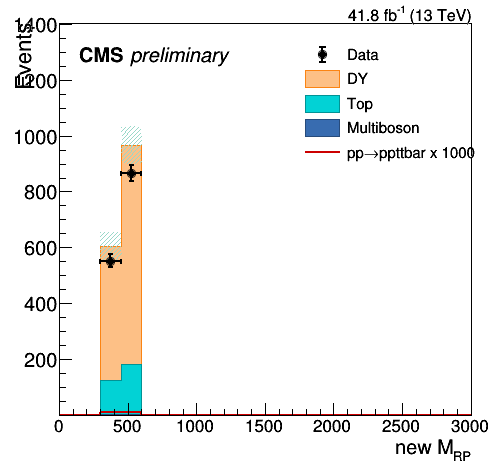 41.8 fb⁻¹ (13 TeV)
Events
CMS preliminary
Data
DY
Top
Multiboson
pp→ppttbar x 1000
1400
1200
1000
800
600
400
200
0 500 1000 1500 2000 2500 3000
new M_RP